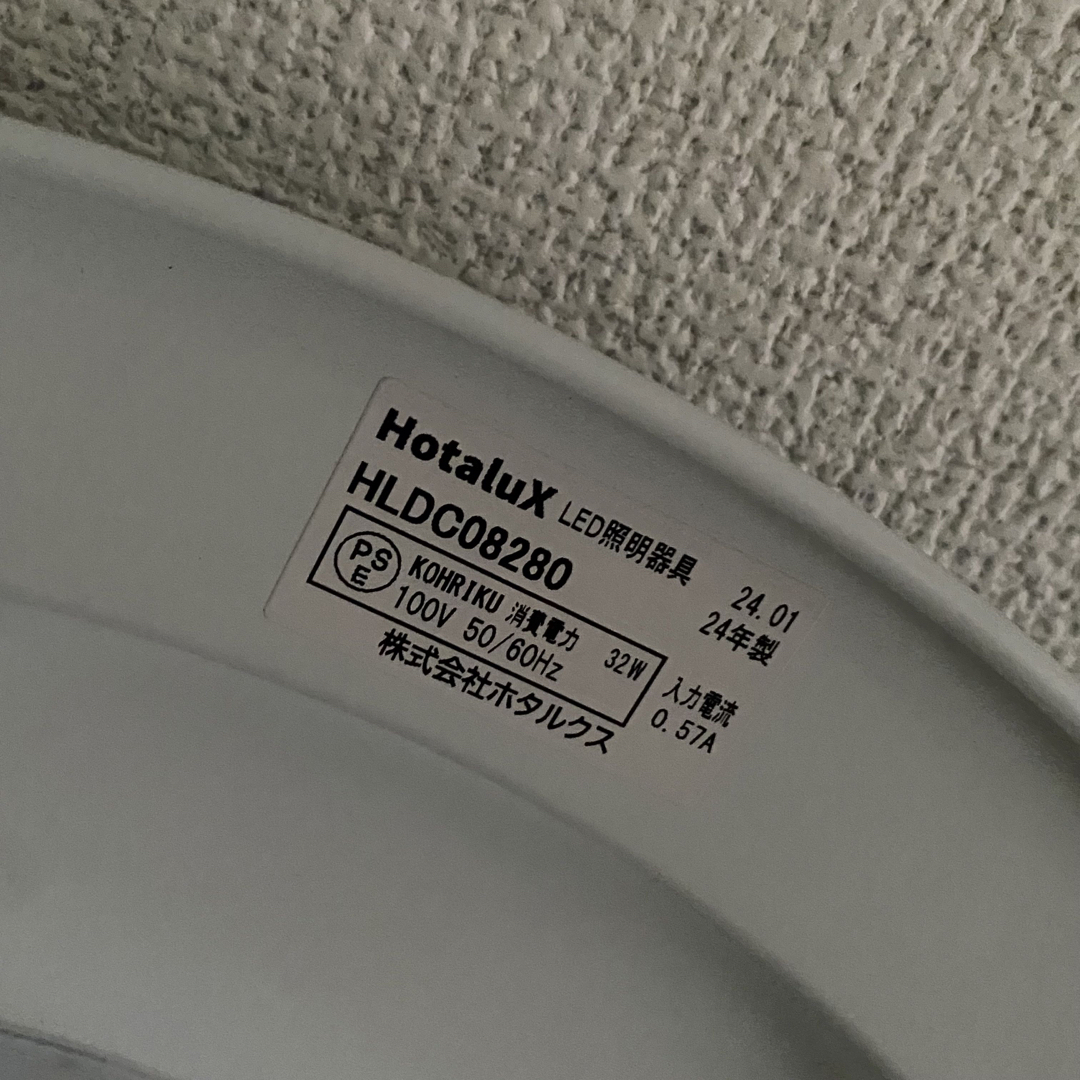 HotaluX LED照明器具
HLDC08280
24.01
24年製
PSE
KOHRIKU 消費電力 32W
100V 50/60Hz
入力電流
0.57A
株式会社ホタルクス